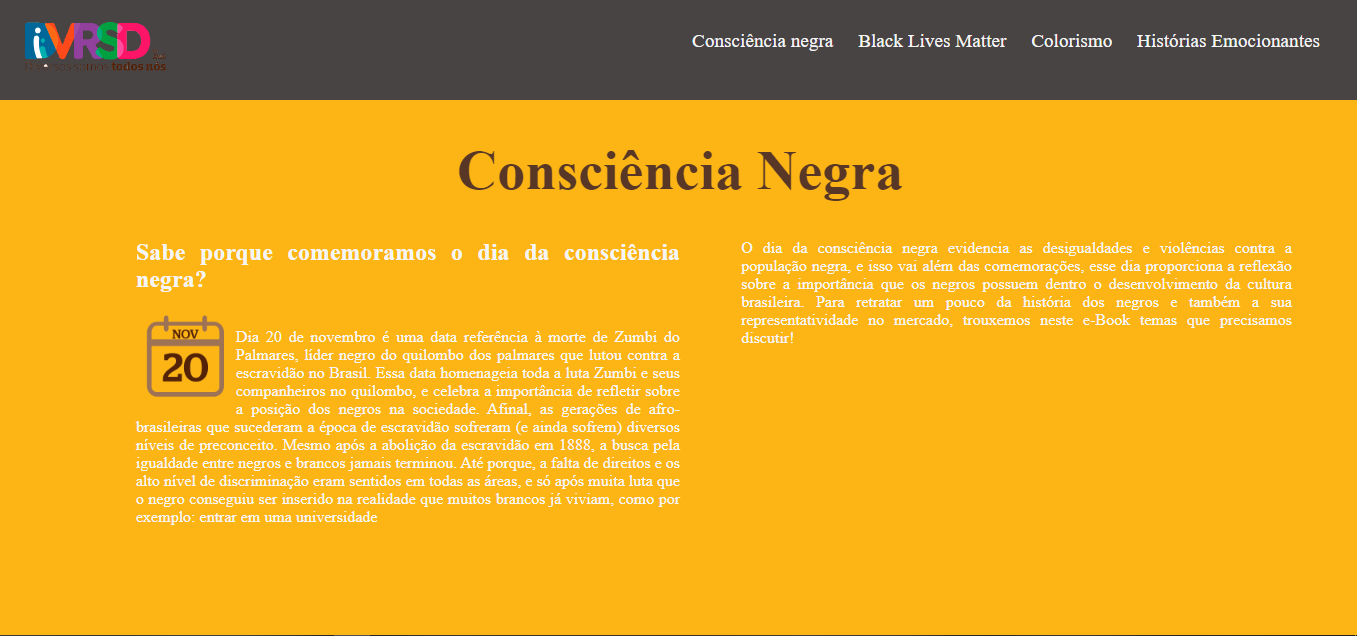 iVRSD
todos nós
Consciência negra Black Lives Matter Colorismo Histórias Emocionantes
Consciência Negra
Sabe porque comemoramos o dia da consciência
negra?
NOV
20
Dia 20 de novembro é uma data referência à morte de Zumbi do
Palmares, líder negro do quilombo dos palmares que lutou contra a
escravidão no Brasil. Essa data homenageia toda a luta Zumbi e seus
companheiros no quilombo, e celebra a importância de refletir sobre
a posição dos negros na sociedade. Afinal, as gerações de afro-
brasileiras que sucederam a época de escravidão sofreram (e ainda sofrem) diversos
níveis de preconceito. Mesmo após a abolição da escravidão em 1888, a busca pela
igualdade entre negros e brancos jamais terminou. Até porque, a falta de direitos e os
alto nível de discriminação eram sentidos em todas as áreas, e só após muita luta que
o negro conseguiu ser inserido na realidade que muitos brancos já viviam, como por
exemplo: entrar em uma universidade
O dia da consciência negra evidencia as desigualdades e violências contra a
população negra, e isso vai além das comemorações, esse dia proporciona a reflexão
sobre a importância que os negros possuem dentro o desenvolvimento da cultura
brasileira. Para retratar um pouco da história dos negros e também a sua
representatividade no mercado, trouxemos neste e-Book temas que precisamos
discutir!